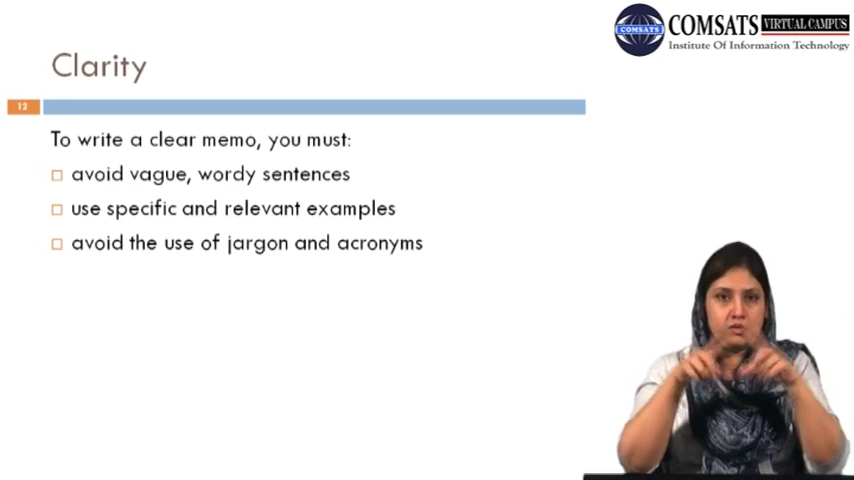 COMSATS VIRTUAL CAMPUS
COMSATS
Institute Of Information Technology
Clarity
12
To write a clear memo, you must:
avoid vague, wordy sentences
use specific and relevant examples
avoid the use of jargon and acronyms